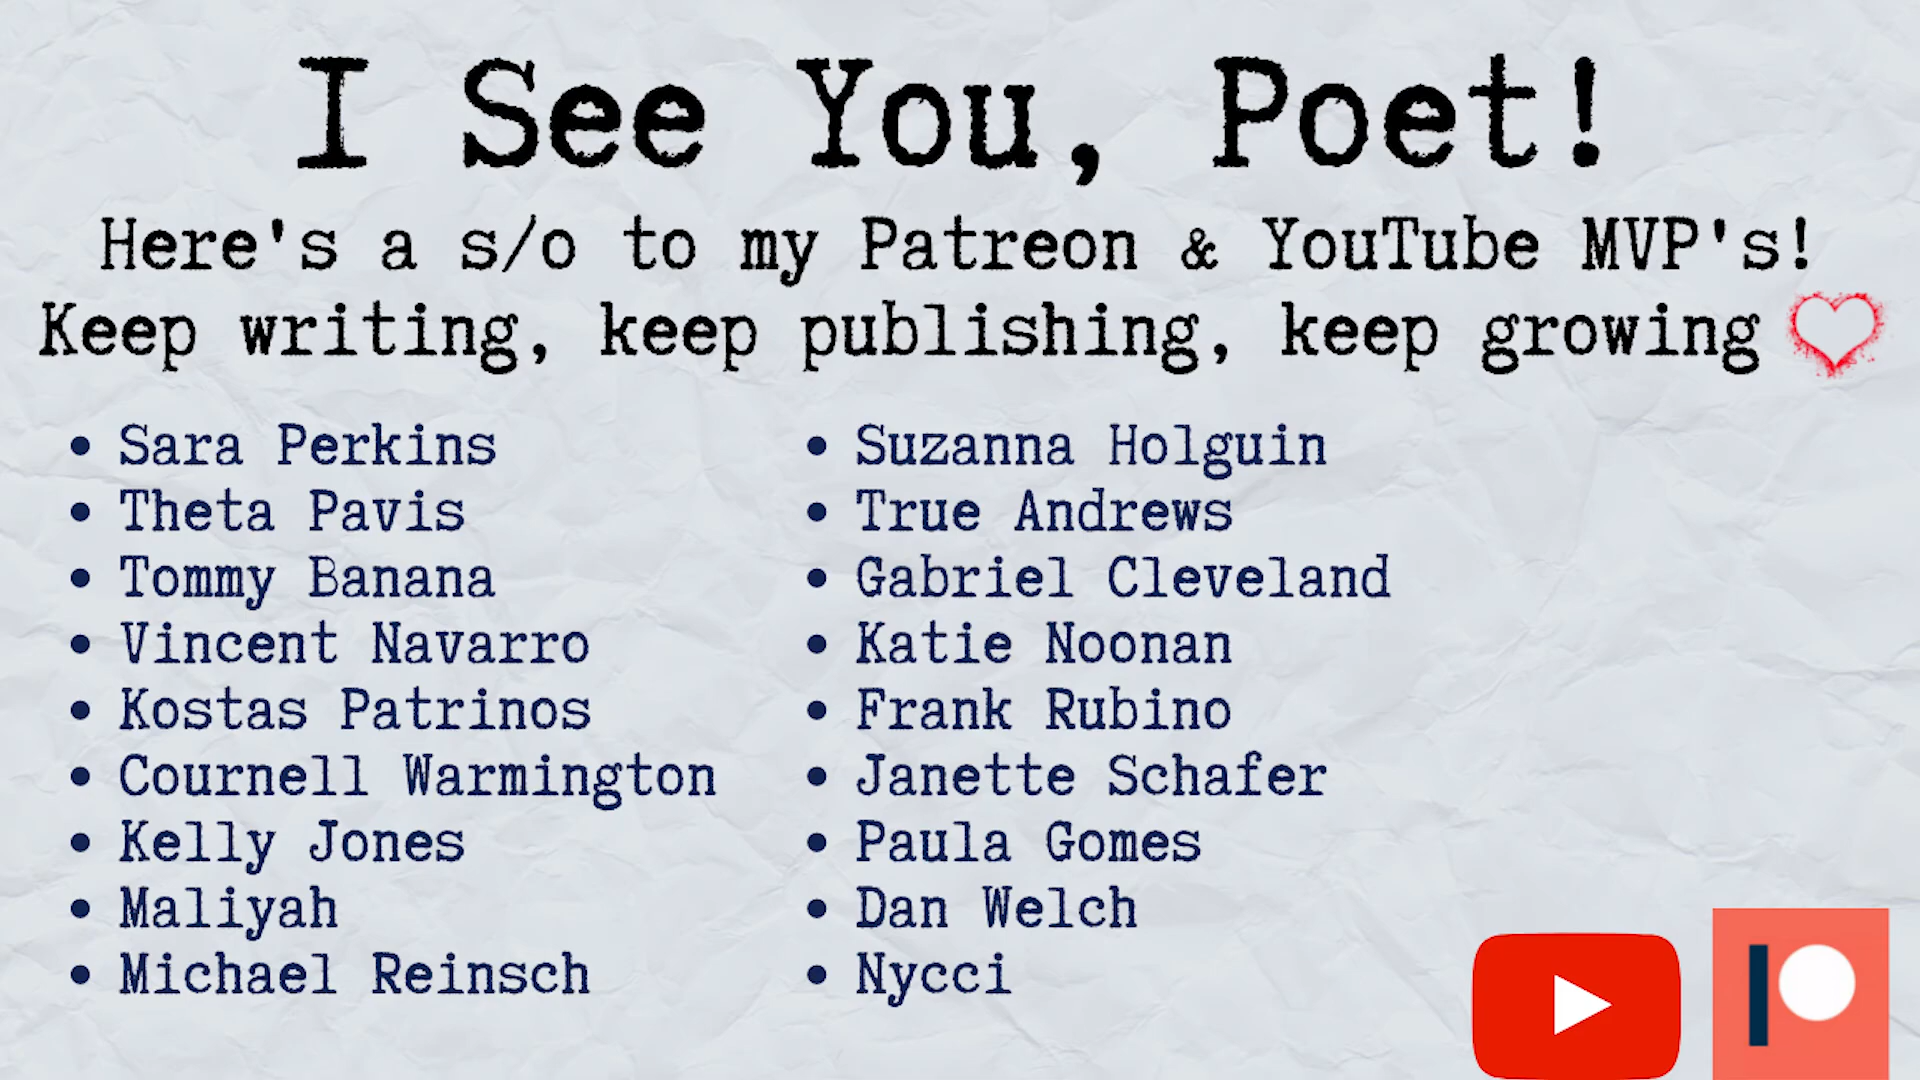 I See You, Poet!
Here's a s/o to my Patreon & YouTube MVP's!
Keep writing, keep publishing, keep growing
• Sara Perkins
• Theta Pavis
• Tommy Banana
• Vincent Navarro
• Kostas Patrinos
• Cournell Warmington
• Kelly Jones
• Maliyah
• Michael Reinsch
• Suzanna Holguin
• True Andrews
• Gabriel Cleveland
• Katie Noonan
• Frank Rubino
• Janette Schafer
• Paula Gomes
• Dan Welch
• Nycci